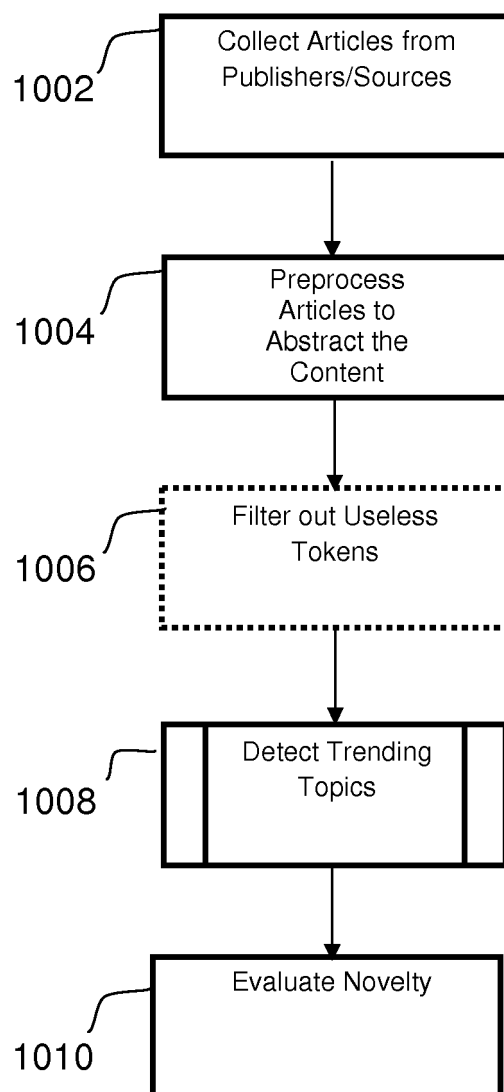 Collect Articles from
Publishers/Sources
1002
Preprocess
Articles to
Abstract the
Content
1004
Filter out Useless
Tokens
1006
Detect Trending
Topics
1008
Evaluate Novelty
1010